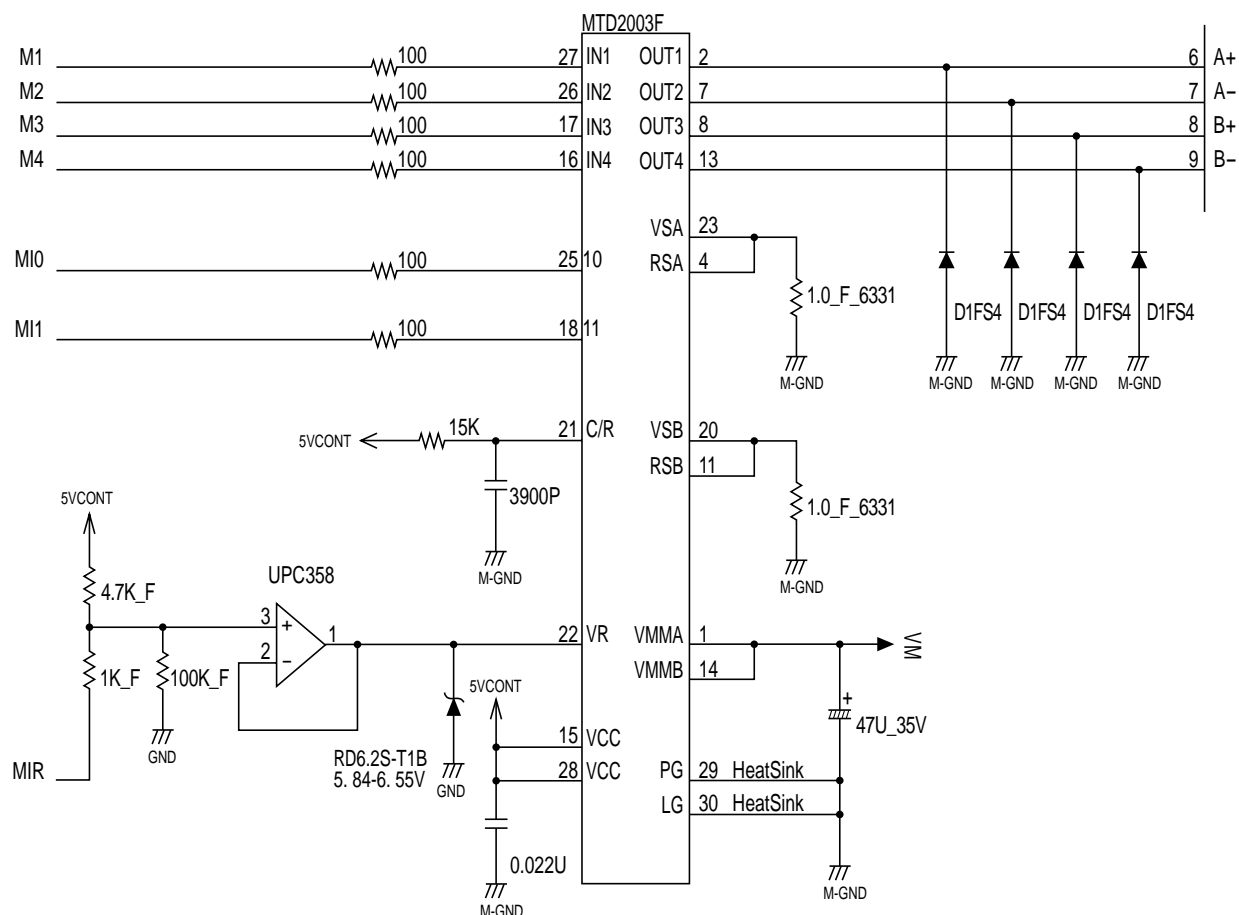 MTD2003F
M1 100 27 IN1 OUT1 2 6 A+
M2 100 26 IN2 OUT2 7 7 A−
M3 100 17 IN3 OUT3 8 8 B+
M4 100 16 IN4 OUT4 13 9 B−
VSA 23
MI0 100 25 10 RSA 4
1.0_F_6331
D1FS4 D1FS4 D1FS4 D1FS4
MI1 100 18 11
M-GND M-GND M-GND M-GND M-GND
5VCONT 15K 21 C/R VSB 20
RSB 11
3900P
1.0_F_6331
5VCONT
M-GND
M-GND
UPC358
4.7K_F
3 + 1 22 VR VMMA 1 VM
2 − VMMB 14
1K_F 100K_F
5VCONT
+
47U_35V
15 VCC
GND
RD6.2S-T1B
5. 84-6. 55V
GND
MIR
28 VCC PG 29 HeatSink
LG 30 HeatSink
0.022U
M-GND
M-GND